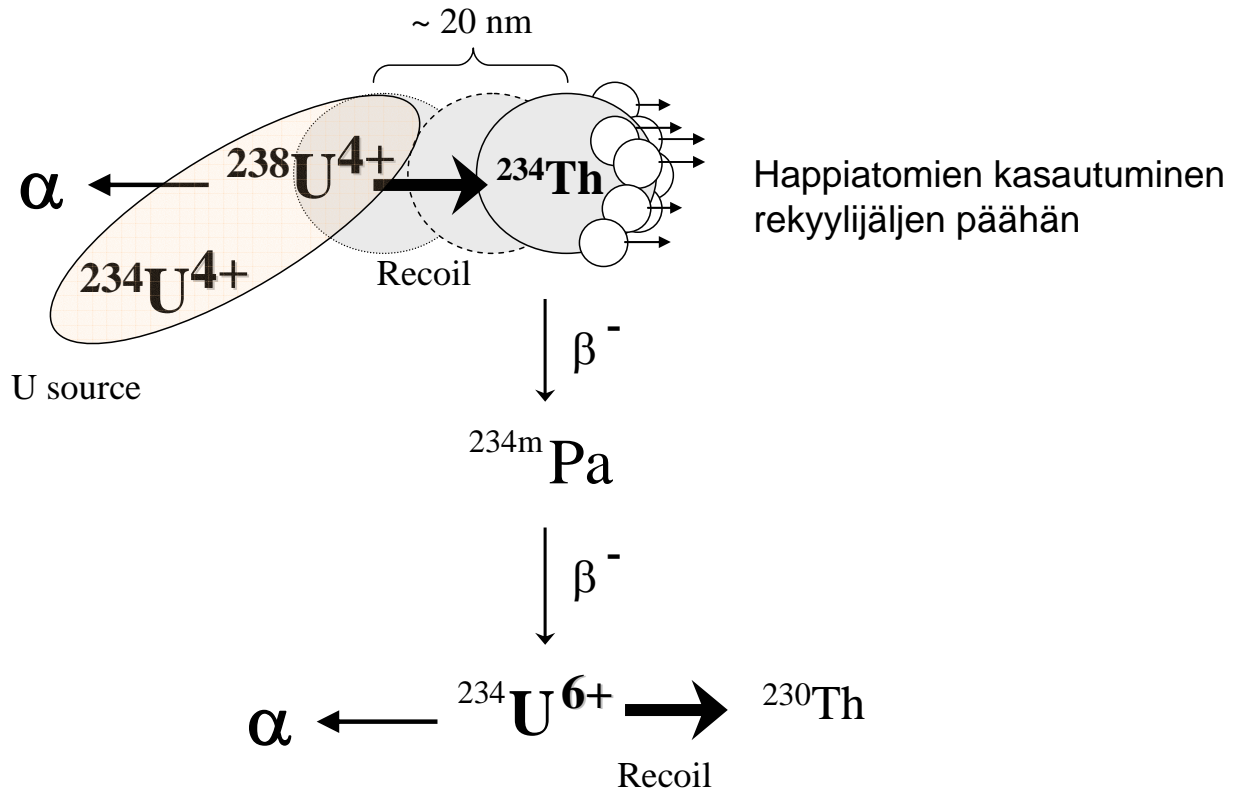 ~ 20 nm
α ²³⁸U⁴⁺ ²³⁴Th
Happiatomien kasautuminen
rekyylijäljen päähän
²³⁴U⁴⁺
Recoil
U source
β⁻
²³⁴ᵐPa
β⁻
α ²³⁴U⁶⁺ ²³⁰Th
Recoil